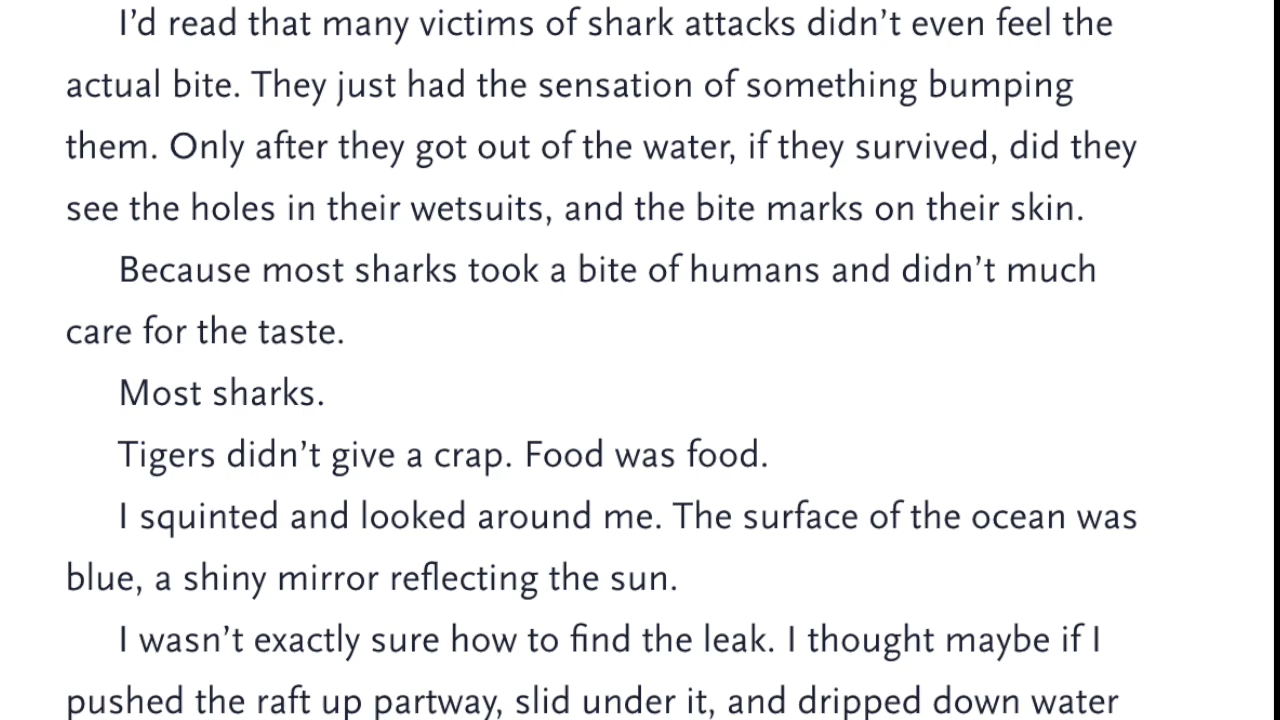 I’d read that many victims of shark attacks didn’t even feel the
actual bite. They just had the sensation of something bumping
them. Only after they got out of the water, if they survived, did they
see the holes in their wetsuits, and the bite marks on their skin.
Because most sharks took a bite of humans and didn’t much
care for the taste.
Most sharks.
Tigers didn’t give a crap. Food was food.
I squinted and looked around me. The surface of the ocean was
blue, a shiny mirror reflecting the sun.
I wasn’t exactly sure how to find the leak. I thought maybe if I
pushed the raft up partway, slid under it, and dripped down water